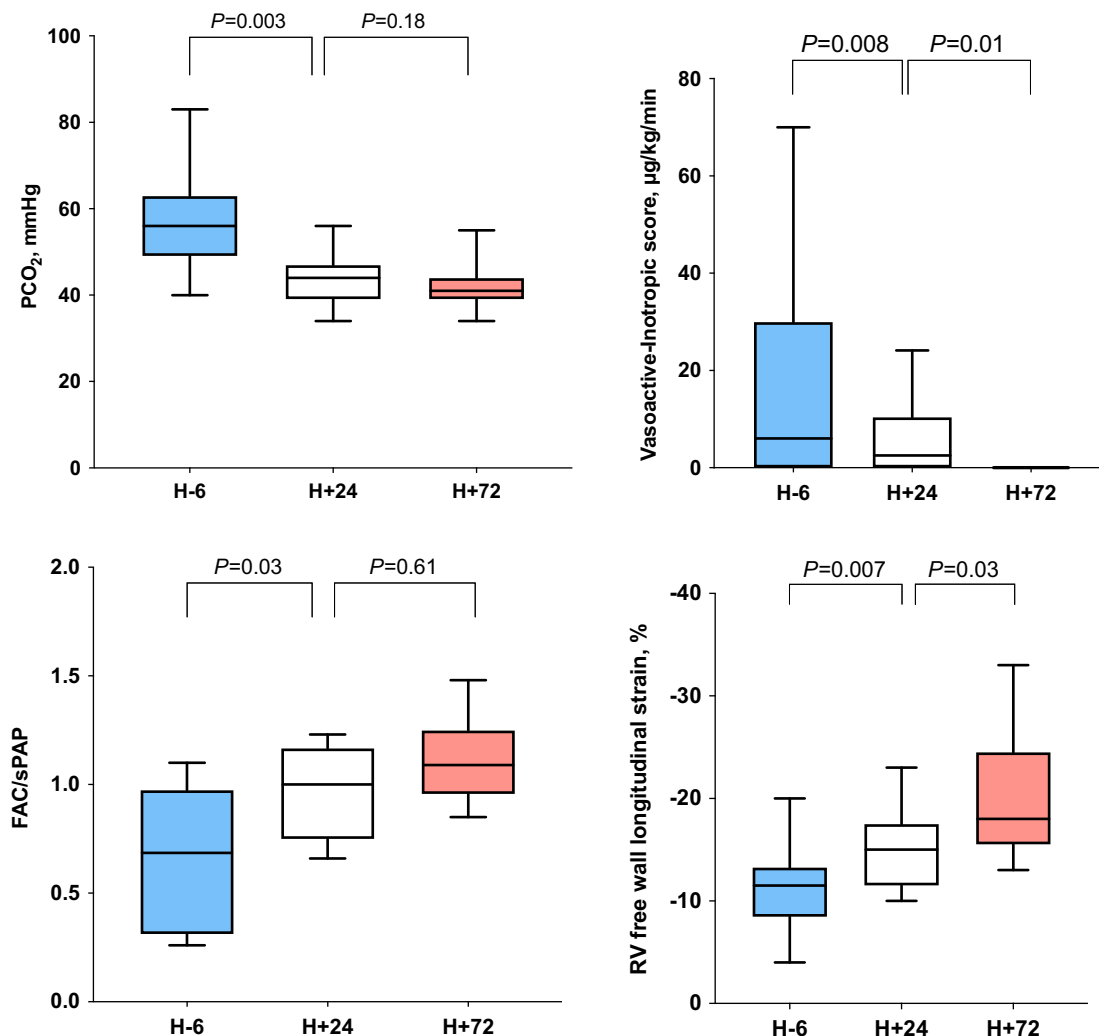 P=0.003
P=0.18
100
80
60
40
20
0
PCO2, mmHg
H-6
H+24
H+72
P=0.008
P=0.01
80
60
40
20
0
Vasoactive-Inotropic score, µg/kg/min
H-6
H+24
H+72
P=0.03
P=0.61
2.0
1.5
1.0
0.5
0.0
FAC/sPAP
H-6
H+24
H+72
P=0.007
P=0.03
-40
-30
-20
-10
0
RV free wall longitudinal strain, %
H-6
H+24
H+72